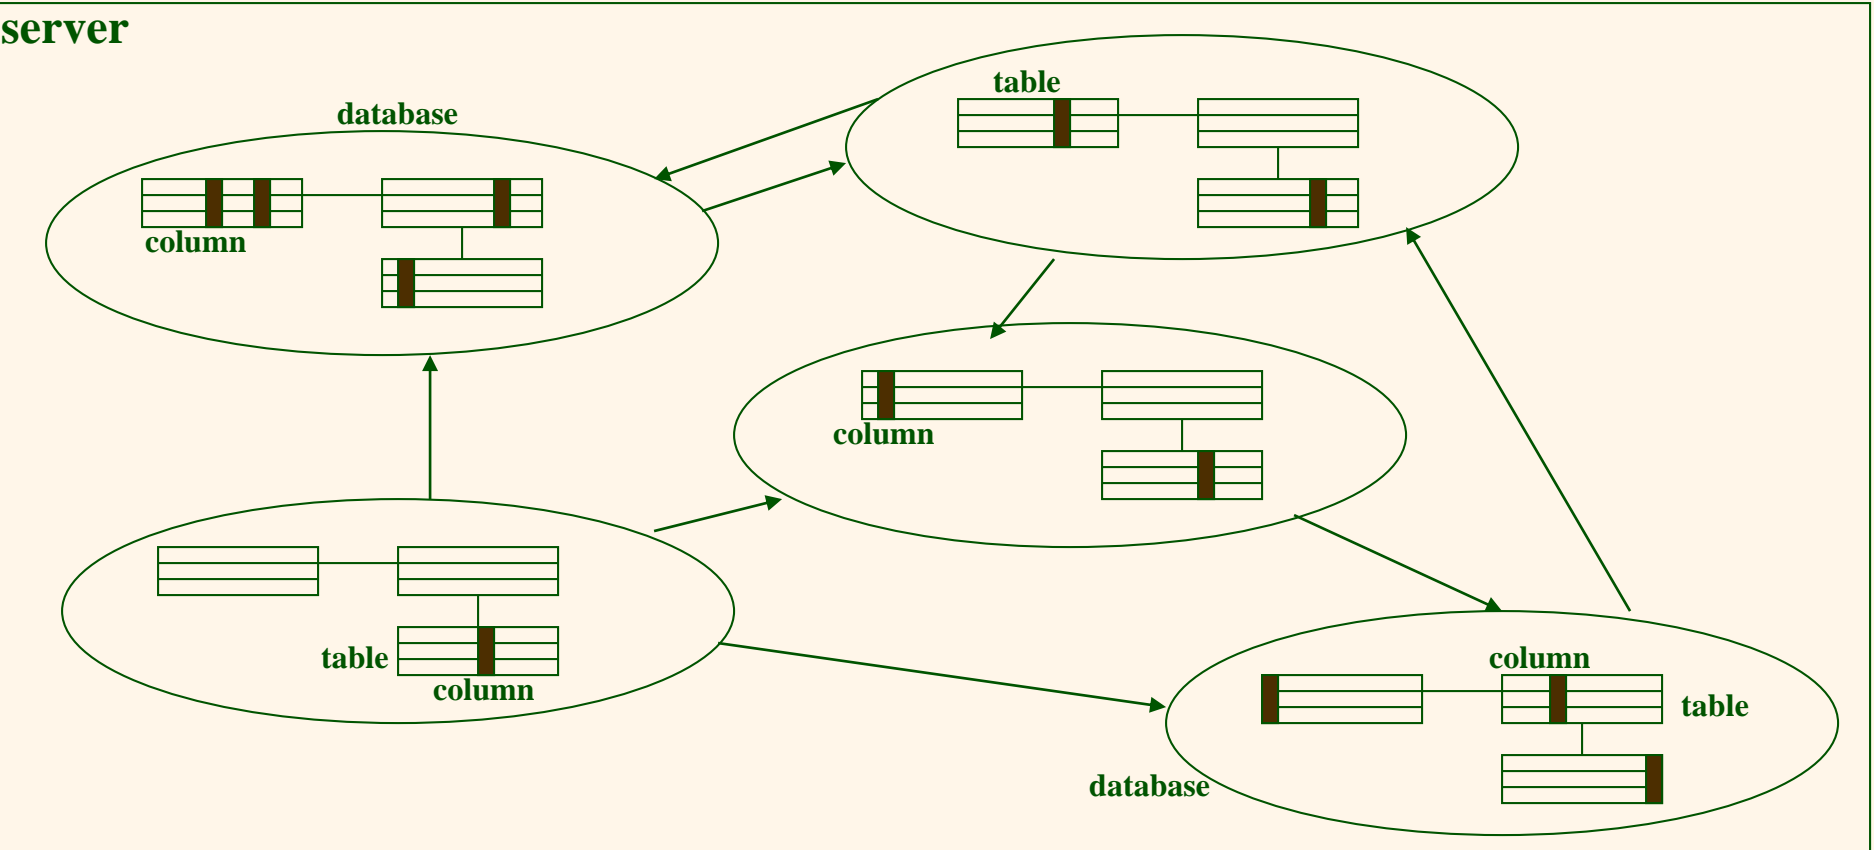 server
table
database
column
column
table
column
column
table
database